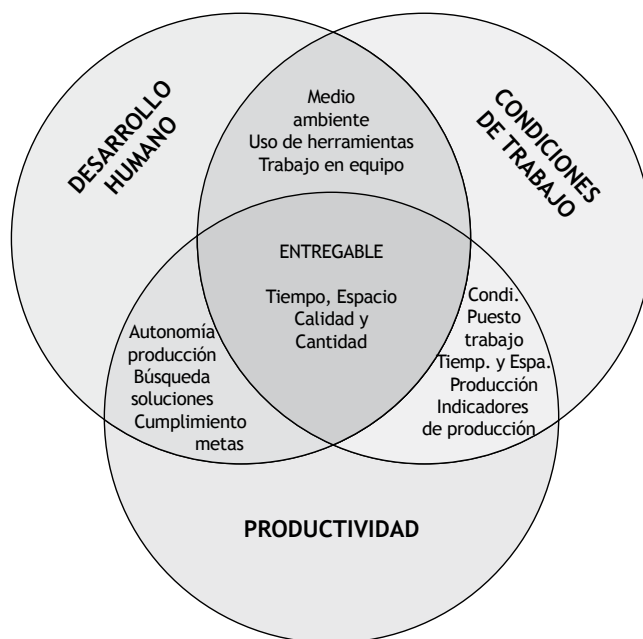 DESARROLLO
HUMANO
CONDICIONES
DE TRABAJO
Medio
ambiente
Uso de herramientas
Trabajo en equipo
ENTREGABLE
Tiempo, Espacio
Calidad y
Cantidad
Autonomía
producción
Búsqueda
soluciones
Cumplimiento
metas
Condi.
Puesto
trabajo
Tiemp. y Espa.
Producción
Indicadores
de producción
PRODUCTIVIDAD